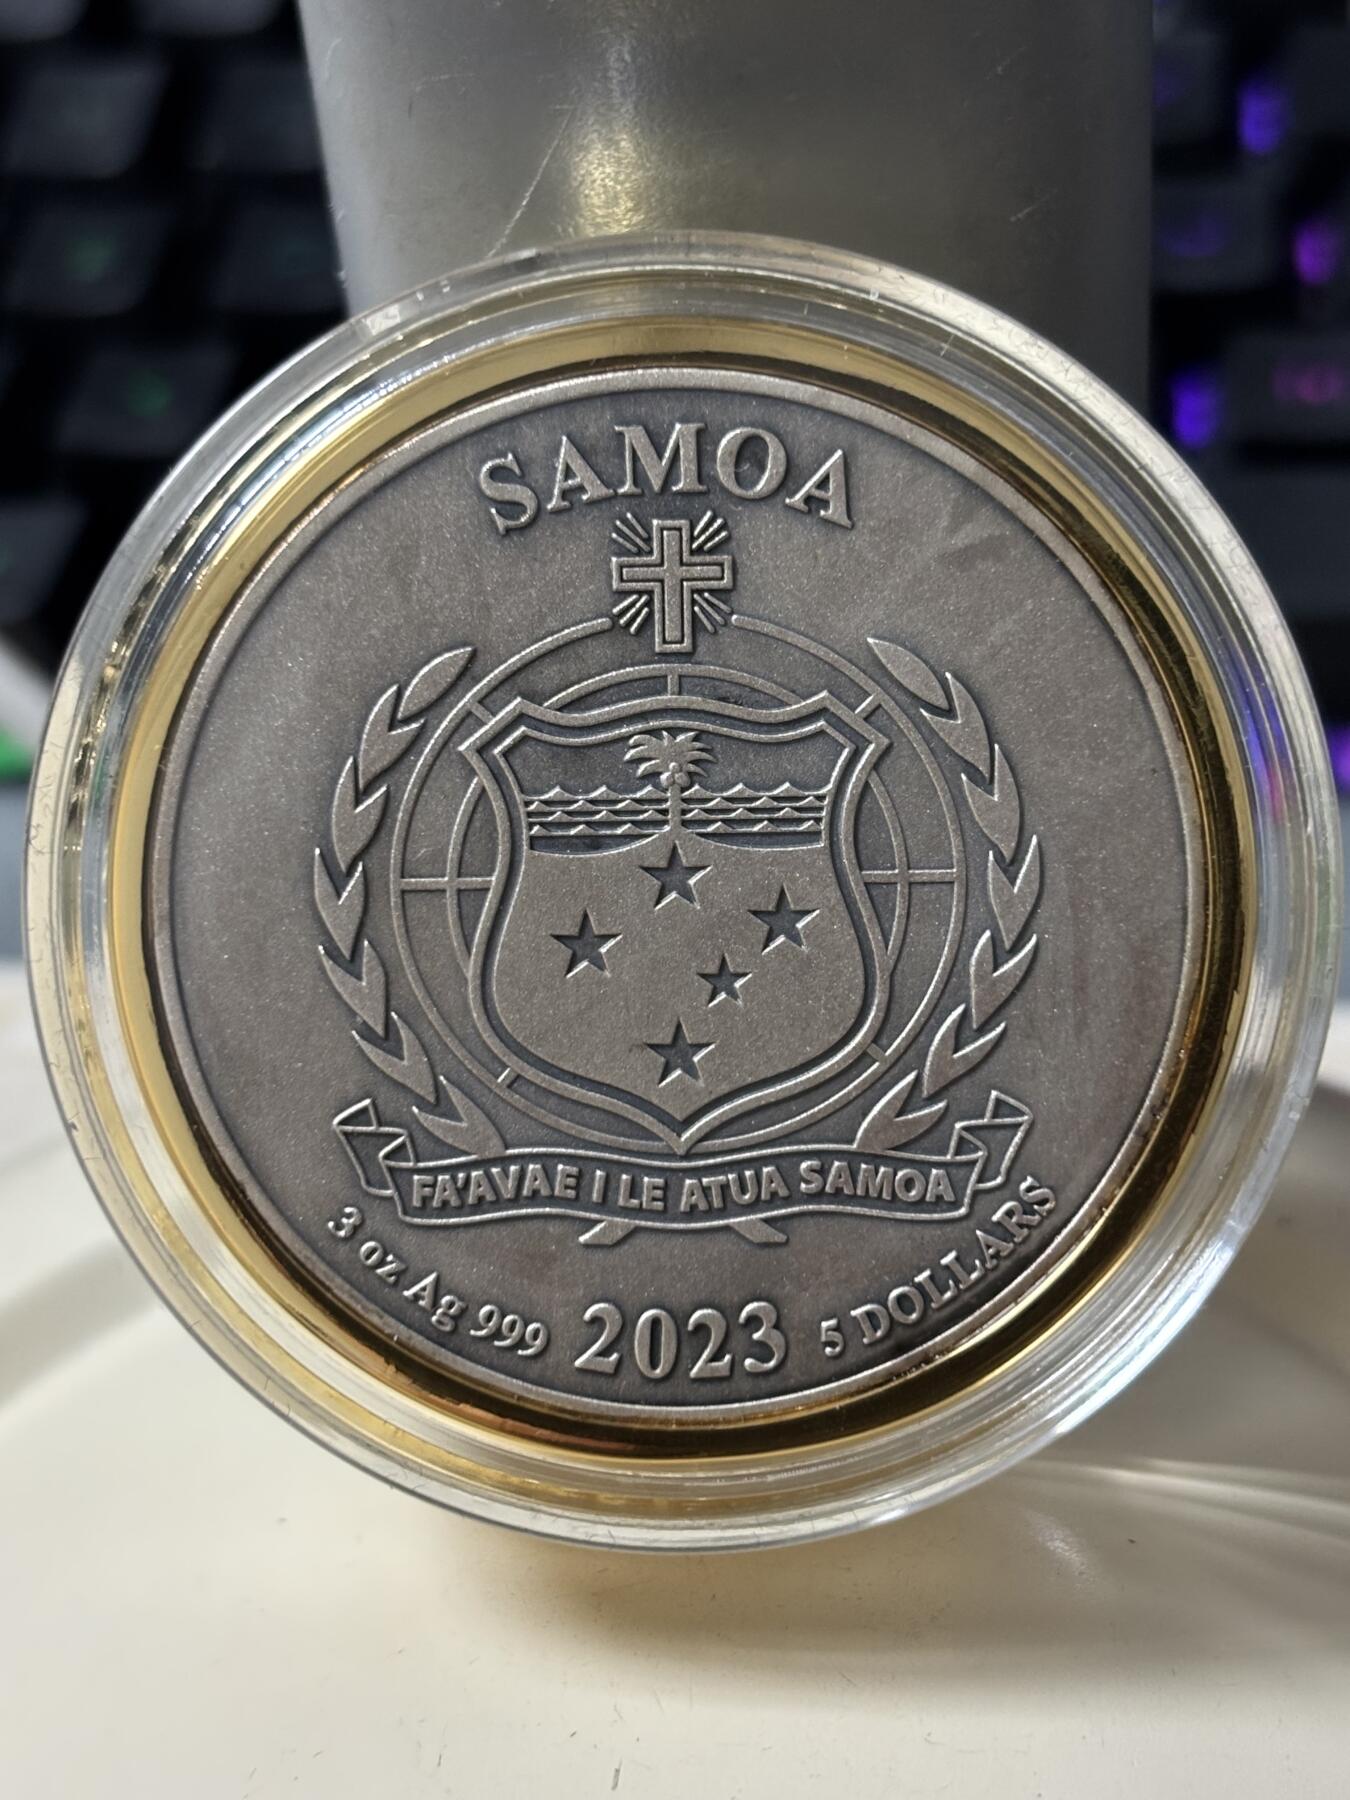 SAMOA
FA'AVAE I LE ATUA SAMOA
3 oz Ag 999 2023 5 DOLLARS